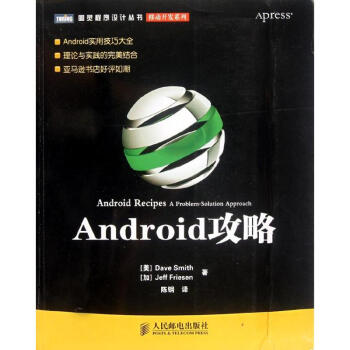 TURING 图灵程序设计丛书 移动开发系列
Apress®
Android实用技巧大全
理论与实践的完美结合
亚马逊书店好评如潮
Android Recipes A Problem-Solution Approach
Android攻略
[美] Dave Smith
[加] Jeff Friesen 著
陈钢 译
人民邮电出版社
POSTS & TELECOM PRESS